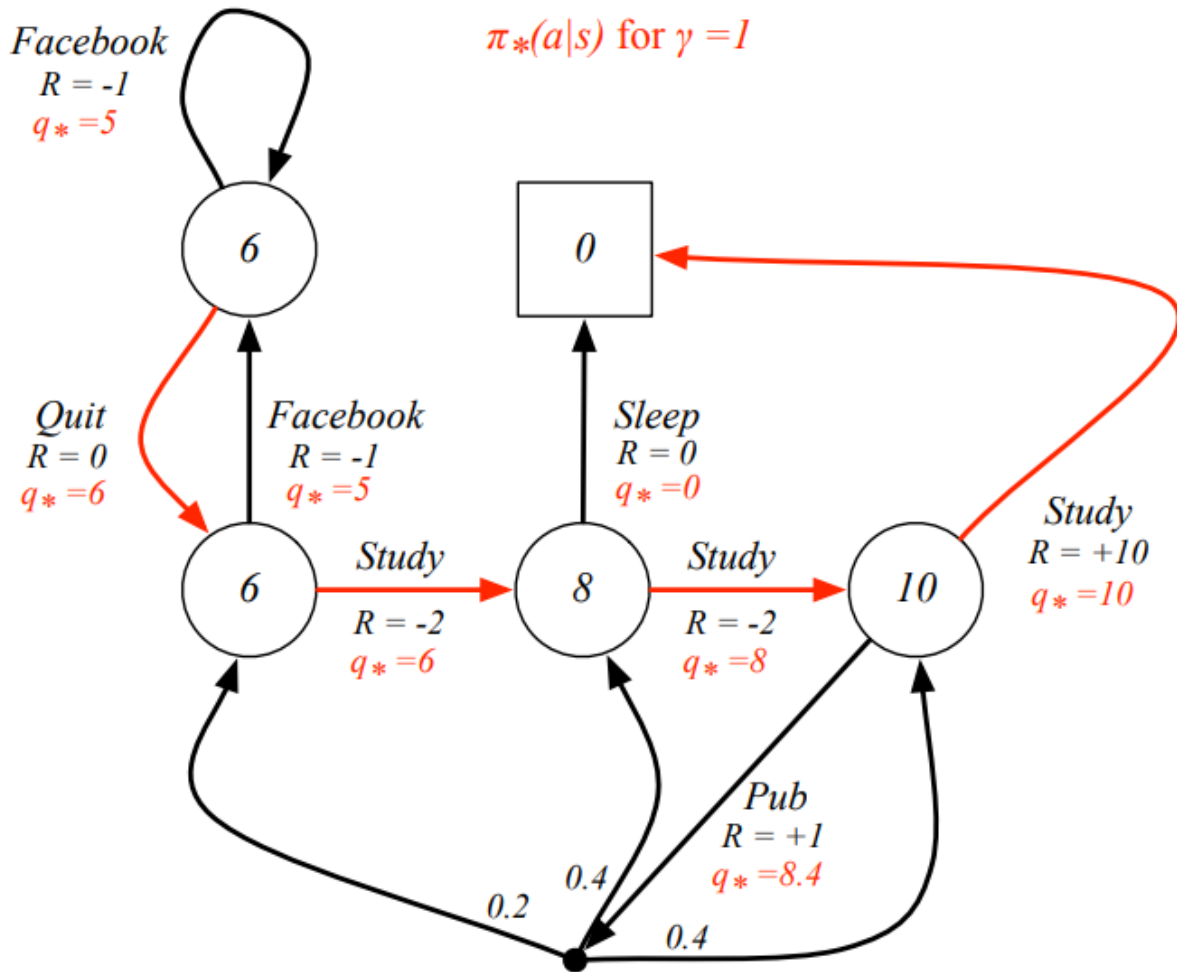 π*(a|s) for γ =1
Facebook
R = -1
q* =5
6
0
Quit
R = 0
q* =6
Facebook
R = -1
q* =5
Sleep
R = 0
q* =0
Study
R = +10
q* =10
6
Study
R = -2
q* =6
8
Study
R = -2
q* =8
10
Pub
R = +1
q* =8.4
0.2
0.4
0.4